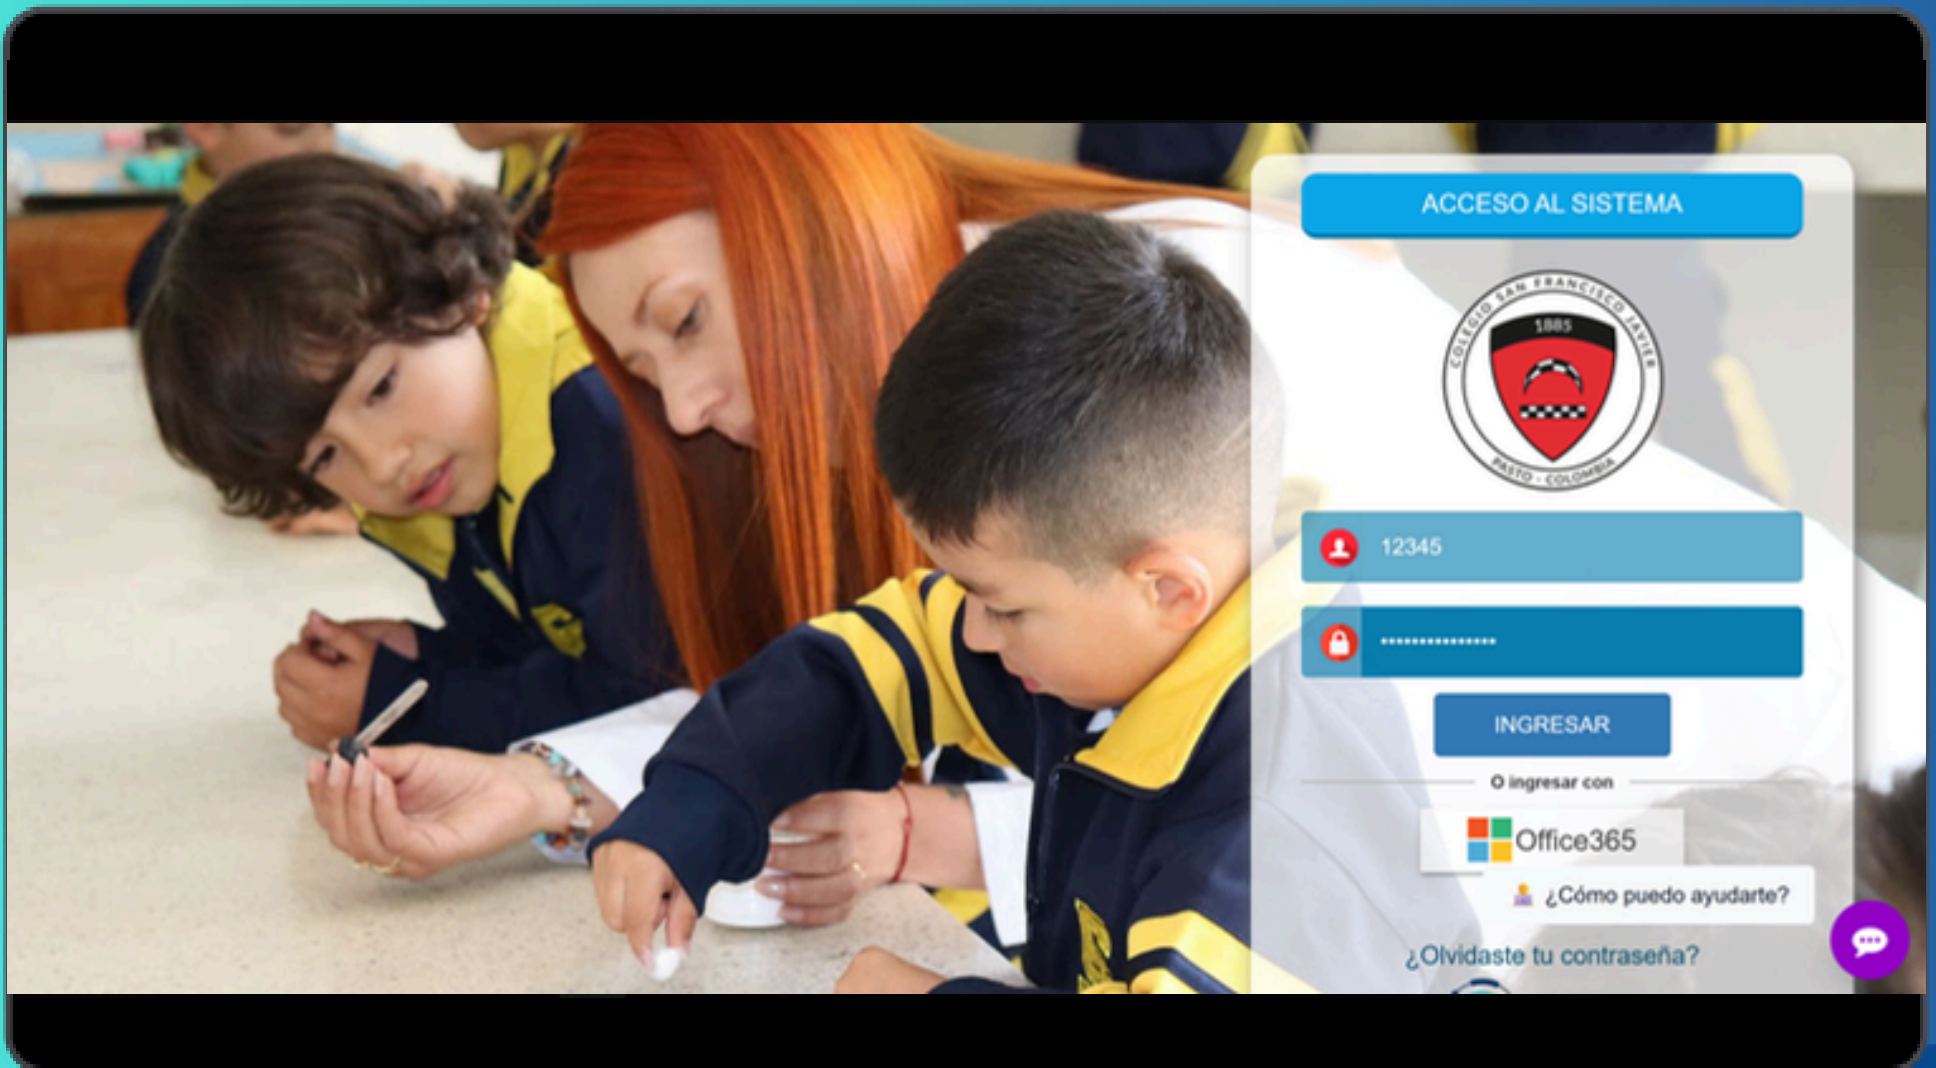 ACCESO AL SISTEMA
COLEGIO SAN FRANCISCO JAVIER
1885
PASTO - COLOMBIA
12345
•••••••••••••••
INGRESAR
O ingresar con
Office365
¿Cómo puedo ayudarte?
¿Olvidaste tu contraseña?